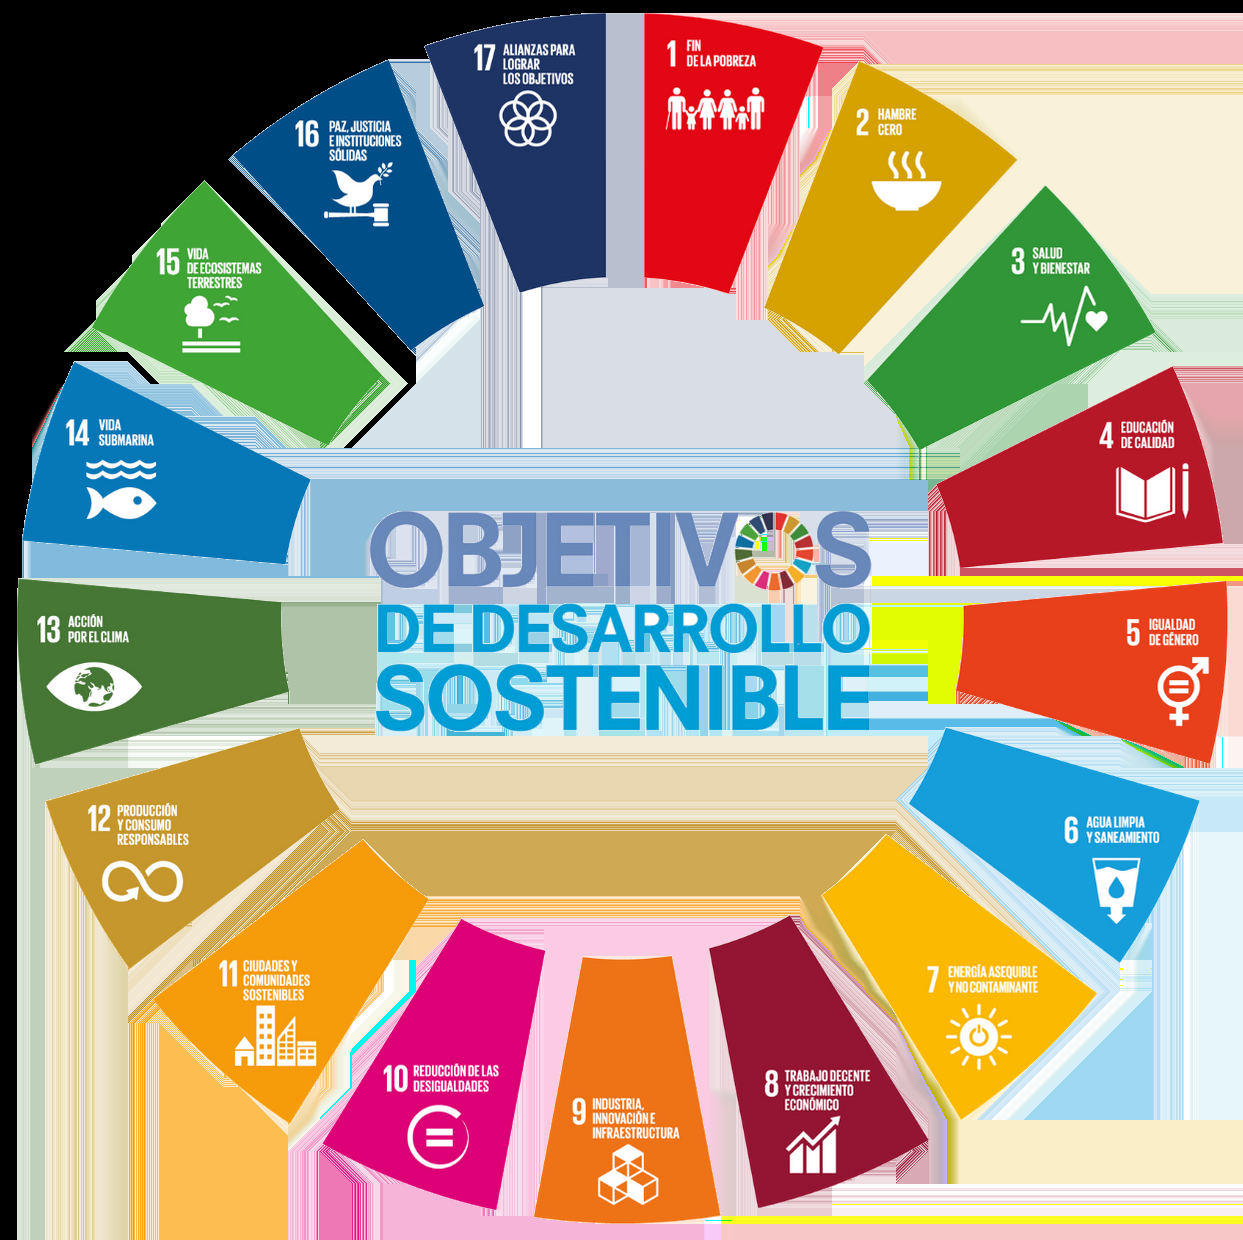 17 ALIANZAS PARA
LOGRAR
LOS OBJETIVOS
1 FIN
DE LA POBREZA
2 HAMBRE
CERO
3 SALUD
Y BIENESTAR
4 EDUCACIÓN
DE CALIDAD
5 IGUALDAD
DE GÉNERO
6 AGUA LIMPIA
Y SANEAMIENTO
7 ENERGÍA ASEQUIBLE
Y NO CONTAMINANTE
8 TRABAJO DECENTE
Y CRECIMIENTO
ECONÓMICO
9 INDUSTRIA,
INNOVACIÓN E
INFRAESTRUCTURA
10 REDUCCIÓN DE LAS
DESIGUALDADES
11 CIUDADES Y
COMUNIDADES
SOSTENIBLES
12 PRODUCCIÓN
Y CONSUMO
RESPONSABLES
13 ACCIÓN
POR EL CLIMA
14 VIDA
SUBMARINA
15 VIDA
DE ECOSISTEMAS
TERRESTRES
16 PAZ, JUSTICIA
E INSTITUCIONES
SÓLIDAS
OBJETIVOS
DE DESARROLLO
SOSTENIBLE